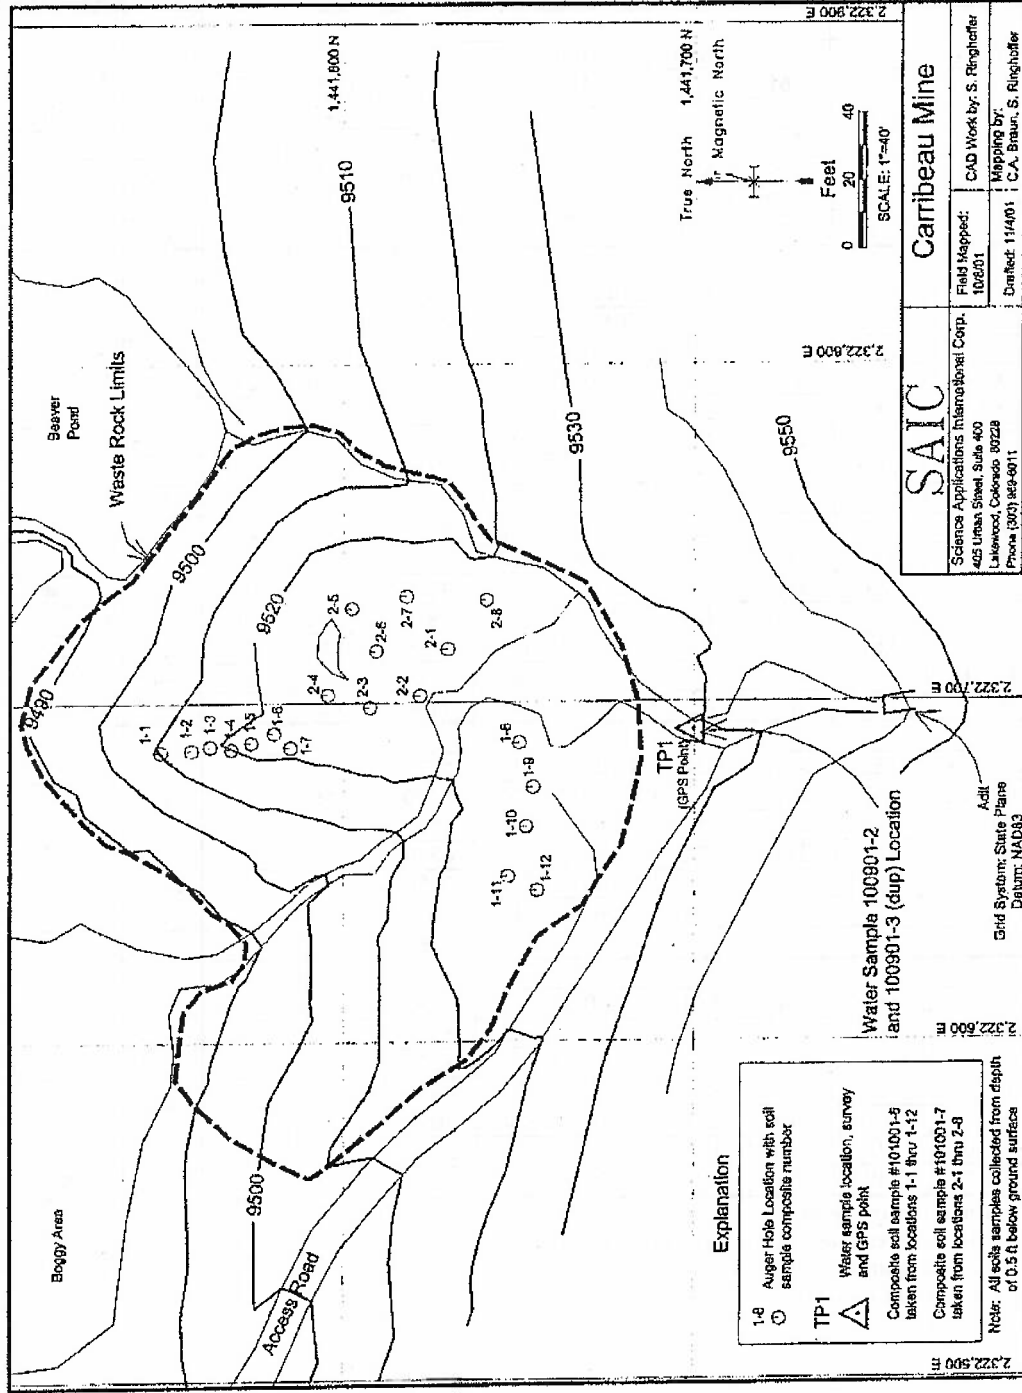 Boggy Area
Beaver
Pond
Waste Rock Limits
9490
9500
9520
9500
9510
9530
9550
1,441,800 N
1,441,700 N
1-1
1-2
1-3
1-4
1-5
1-6
1-7
2-4
2-5
2-3
2-6
2-7
2-2
2-1
2-8
1-8
1-9
1-10
1-11
1-12
Access Road
TP1
(GPS Point)
Water Sample 100901-2
and 100901-3 (dup) Location
Adit
Grid System: State Plane
Datum: NAD83
2,322,500 E
2,322,600 E
2,322,700 E
2,322,800 E
2,322,900 E
True North
Magnetic North
Feet
0 20 40
SCALE: 1"=40'
Explanation
1-8
Auger Hole Location with soil
sample composite number
TP1
Water sample location, survey
and GPS point
Composite soil sample #101001-6
taken from locations 1-1 thru 1-12
Composite soil sample #101001-7
taken from locations 2-1 thru 2-8
Note: All soils samples collected from depth
of 0.5 ft below ground surface
SAIC
Science Applications International Corp.
405 Urban Street, Suite 400
Lakewood, Colorado 80228
Phone (303) 969-6011
Carribeau Mine
Field Mapped:
10/8/01
CAD Work by: S. Ringhoffer
Drafted: 11/4/01
Mapping by:
C.A. Braun, S. Ringhoffer